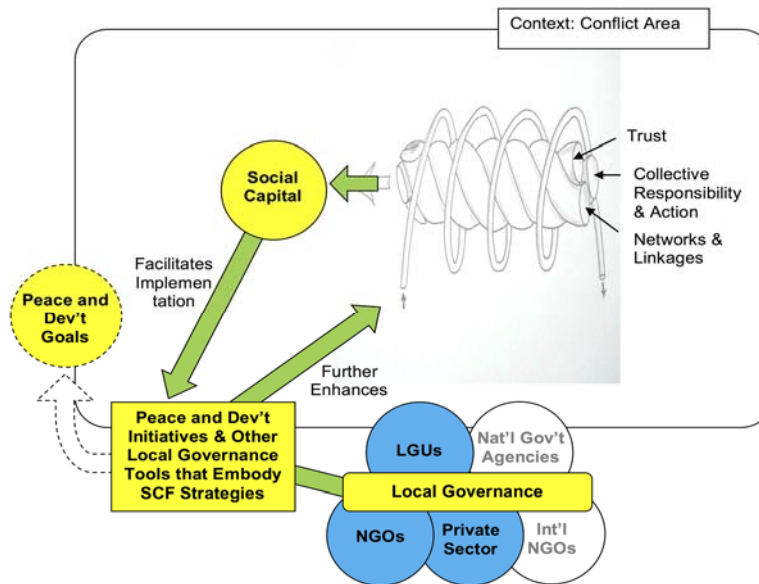 Context: Conflict Area
Trust
Collective
Responsibility
& Action
Networks &
Linkages
Social
Capital
Facilitates
Implemen
tation
Peace and
Dev't
Goals
Further
Enhances
Peace and Dev't
Initiatives & Other
Local Governance
Tools that Embody
SCF Strategies
LGUs
Nat'l Gov't
Agencies
Local Governance
NGOs
Private
Sector
Int'l
NGOs